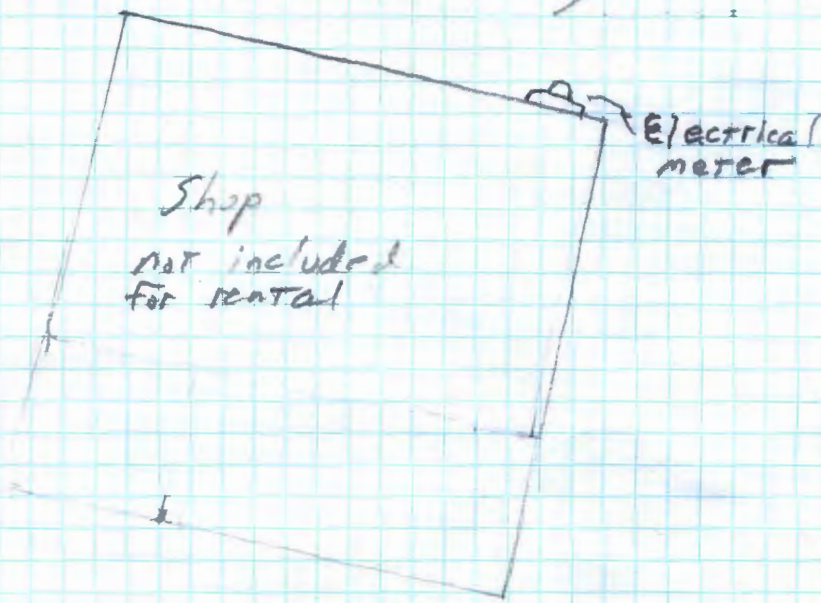 Electrical
meter
Shop
not included
for rental